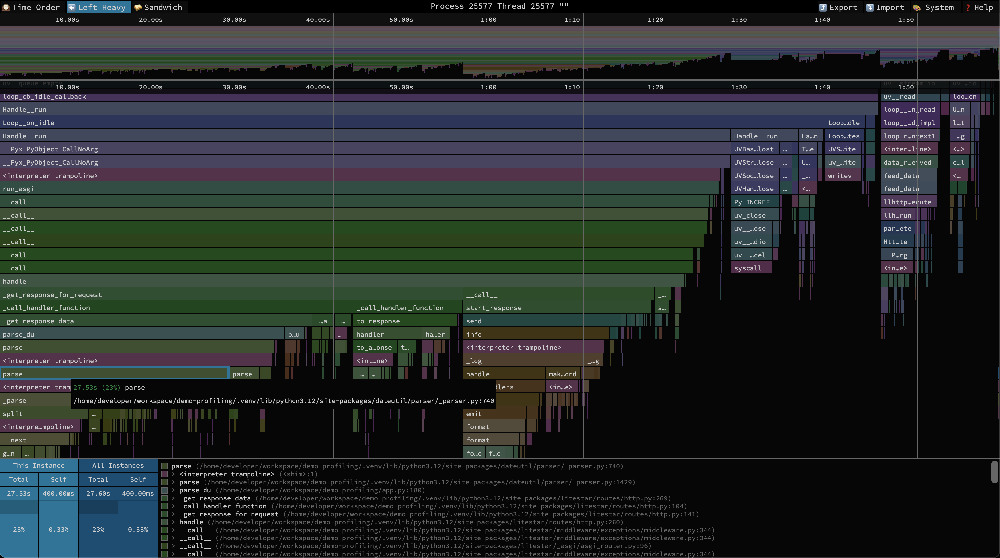 Time Order Left Heavy Sandwich Process 25577 Thread 25577 "" Export Import System Help
10.00s 20.00s 30.00s 40.00s 50.00s 1:00 1:10 1:20 1:30 1:40 1:50
uv__queue_empty uv__stream_io uv_…io
10.00s 20.00s 30.00s 40.00s 50.00s 1:00 1:10 1:20 1:30 1:40 1:50
loop_cb_idle_callback uv__read loo…en
Handle__run loop__…n_read U…n
Loop__on_idle Loop…dle loop__…d_impl l…t
Handle__run Handle__run Ha…n Loop…tes loop_r…ntext1 _…g
__Pyx_PyObject_CallNoArg UVBas…lost … T…e UVS…ite <inter…line> <…>
__Pyx_PyObject_CallNoArg UVStr…lose … U… uv_…ite data_r…eived c…l
<interpreter trampoline> UVSoc…lose … _… writev feed_data <…
run_asgi UVHan…lose … <… feed_data
__call__ Py_INCREF llhttp…ecute
__call__ uv_close llh…run
__call__ uv__…ose par…ete
__call__ uv__…dio Htt…te
__call__ uv__…cel __P…rg
__call__ syscall <in…e>
handle
_get_response_for_request __call__ _…
_call_handler_function _call_handler_function start_response s…
_get_response_data _…a _… to_response send
parse_du p…u … handler ha…er info
parse to_a…onse t… <interpreter trampoline>
<interpreter trampoline> <int…ne> _log _…g
parse parse _… … handle mak…ord
<interpreter tram 27.53s (23%) parse lers <in…e>
_parse /home/developer/workspace/demo-profiling/.venv/lib/python3.12/site-packages/dateutil/parser/_parser.py:740
split … emit
<interpre…mpoline> … format
__next__ format
g…n … fo…e f…e
This Instance All Instances
Total Self Total Self
27.53s 400.00ms 27.60s 400.00ms
23% 0.33% 23% 0.33%
parse (/home/developer/workspace/demo-profiling/.venv/lib/python3.12/site-packages/dateutil/parser/_parser.py:740)
> <interpreter trampoline> (<shim>:1)
> parse (/home/developer/workspace/demo-profiling/.venv/lib/python3.12/site-packages/dateutil/parser/_parser.py:1429)
> parse_du (/home/developer/workspace/demo-profiling/app.py:180)
> _get_response_data (/home/developer/workspace/demo-profiling/.venv/lib/python3.12/site-packages/litestar/routes/http.py:269)
> _call_handler_function (/home/developer/workspace/demo-profiling/.venv/lib/python3.12/site-packages/litestar/routes/http.py:104)
> _get_response_for_request (/home/developer/workspace/demo-profiling/.venv/lib/python3.12/site-packages/litestar/routes/http.py:141)
> handle (/home/developer/workspace/demo-profiling/.venv/lib/python3.12/site-packages/litestar/routes/http.py:260)
> __call__ (/home/developer/workspace/demo-profiling/.venv/lib/python3.12/site-packages/litestar/middleware/exceptions/middleware.py:344)
> __call__ (/home/developer/workspace/demo-profiling/.venv/lib/python3.12/site-packages/litestar/middleware/exceptions/middleware.py:344)
> __call__ (/home/developer/workspace/demo-profiling/.venv/lib/python3.12/site-packages/litestar/_asgi/asgi_router.py:96)
> __call__ (/home/developer/workspace/demo-profiling/.venv/lib/python3.12/site-packages/litestar/middleware/exceptions/middleware.py:344)